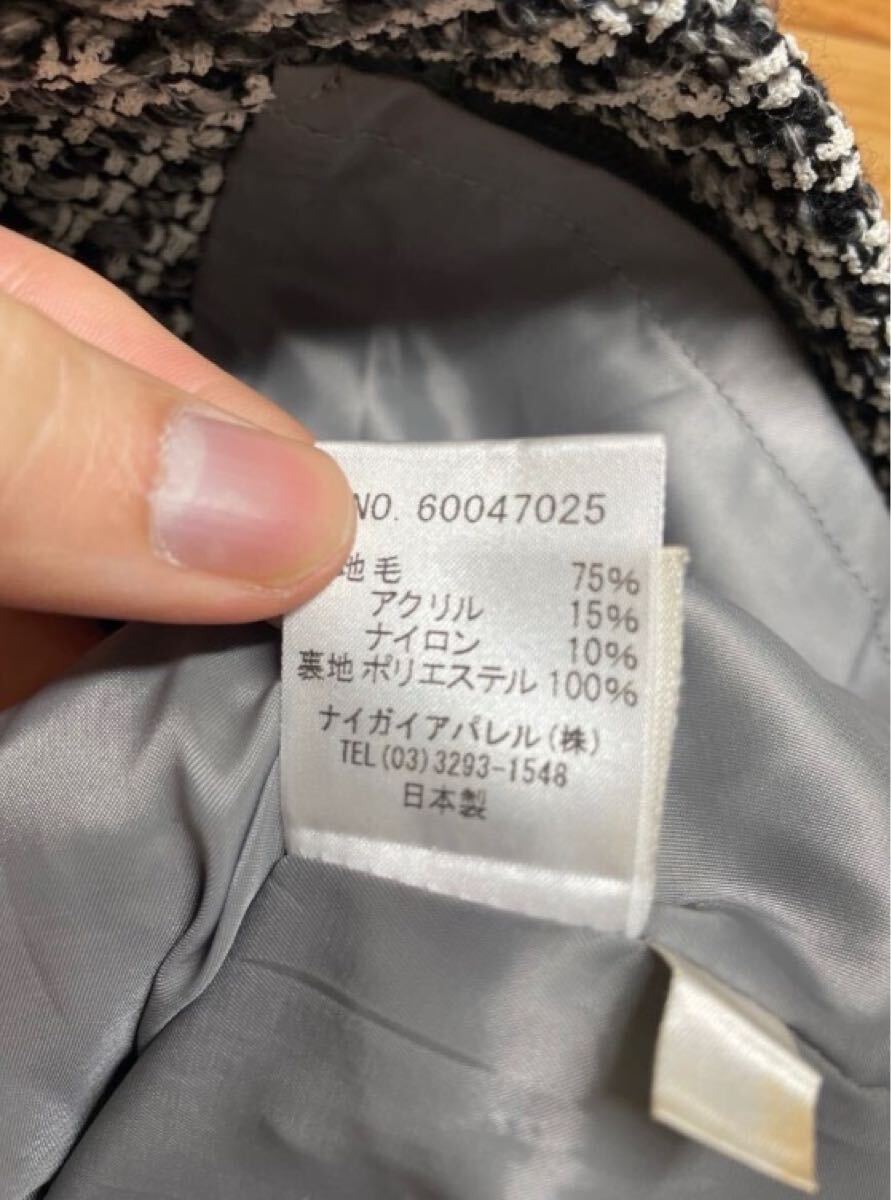 NO. 60047025
地 毛 75%
アクリル 15%
ナイロン 10%
裏地 ポリエステル 100%
ナイガイアパレル(株)
TEL(03)3293-1548
日本製